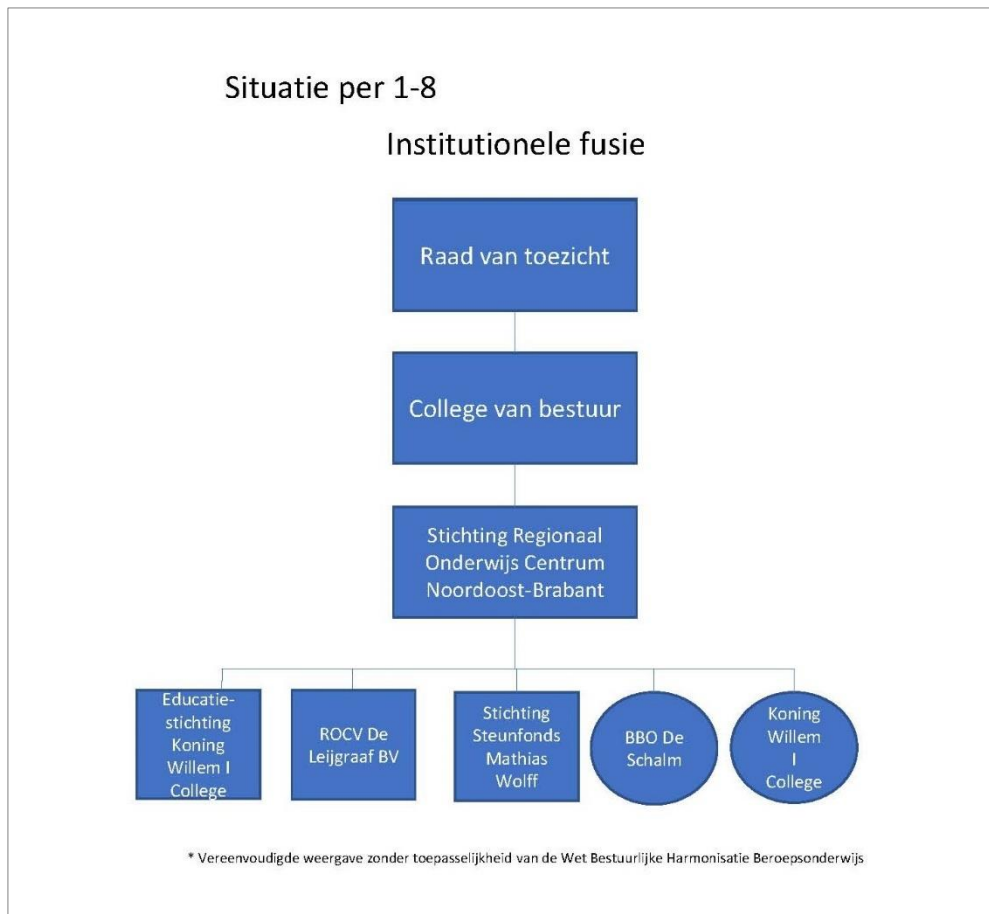 Situatie per 1-8
Institutionele fusie
Raad van toezicht
College van bestuur
Stichting Regionaal
Onderwijs Centrum
Noordoost-Brabant
Educatie-
stichting
Koning
Willem I
College
ROCV De
Leijgraaf BV
Stichting
Steunfonds
Mathias
Wolff
BBO De
Schalm
Koning
Willem
I
College
* Vereenvoudigde weergave zonder toepasselijkheid van de Wet Bestuurlijke Harmonisatie Beroepsonderwijs